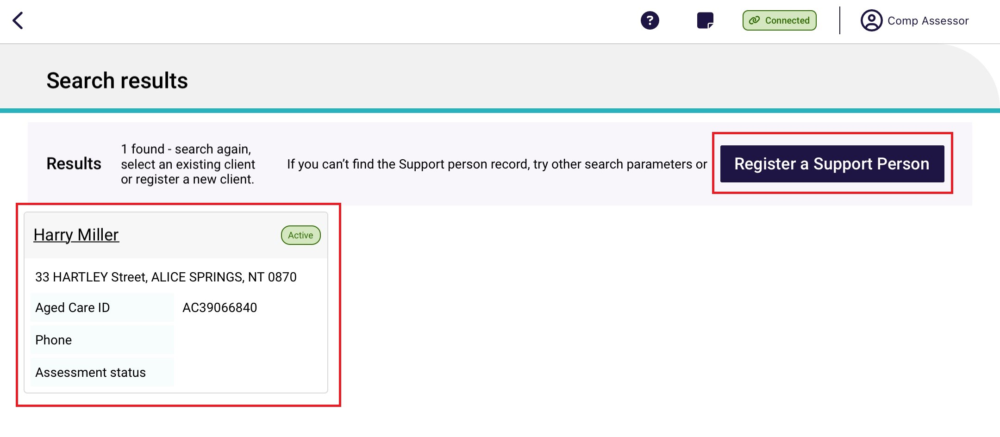 ?
Connected
Comp Assessor
Search results
Results
1 found - search again,
select an existing client
or register a new client.
If you can’t find the Support person record, try other search parameters or
Register a Support Person
Harry Miller
Active
33 HARTLEY Street, ALICE SPRINGS, NT 0870
Aged Care ID
AC39066840
Phone
Assessment status